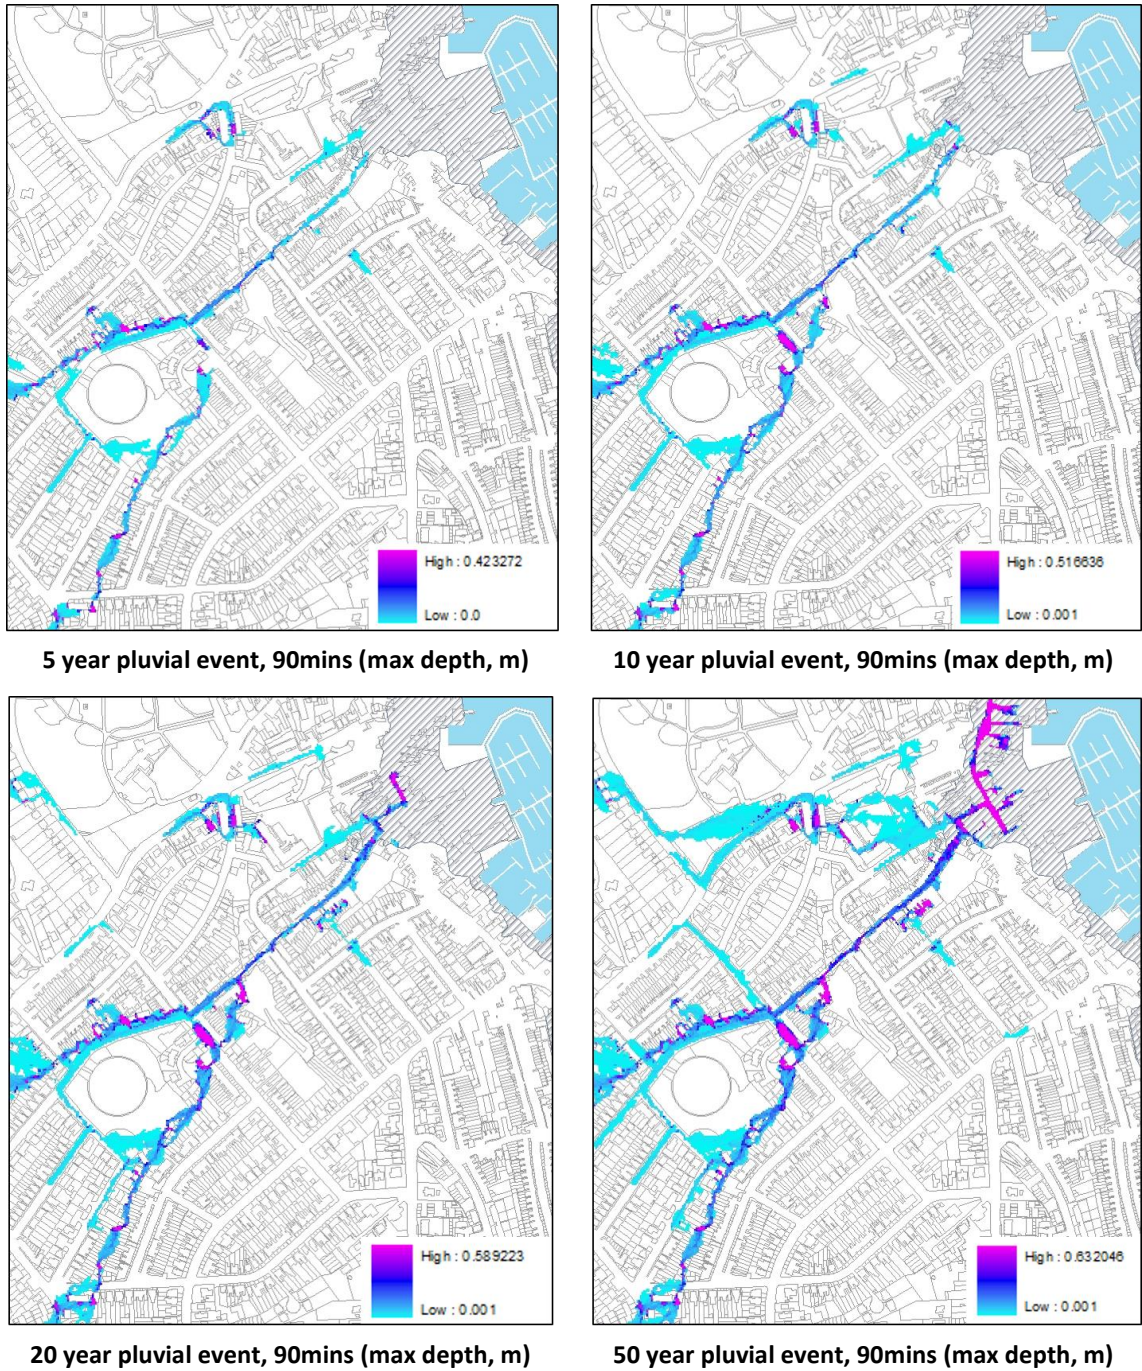 High : 0.423272
Low : 0.0
5 year pluvial event, 90mins (max depth, m)
High : 0.516636
Low : 0.001
10 year pluvial event, 90mins (max depth, m)
High : 0.589223
Low : 0.001
20 year pluvial event, 90mins (max depth, m)
High : 0.632046
Low : 0.001
50 year pluvial event, 90mins (max depth, m)